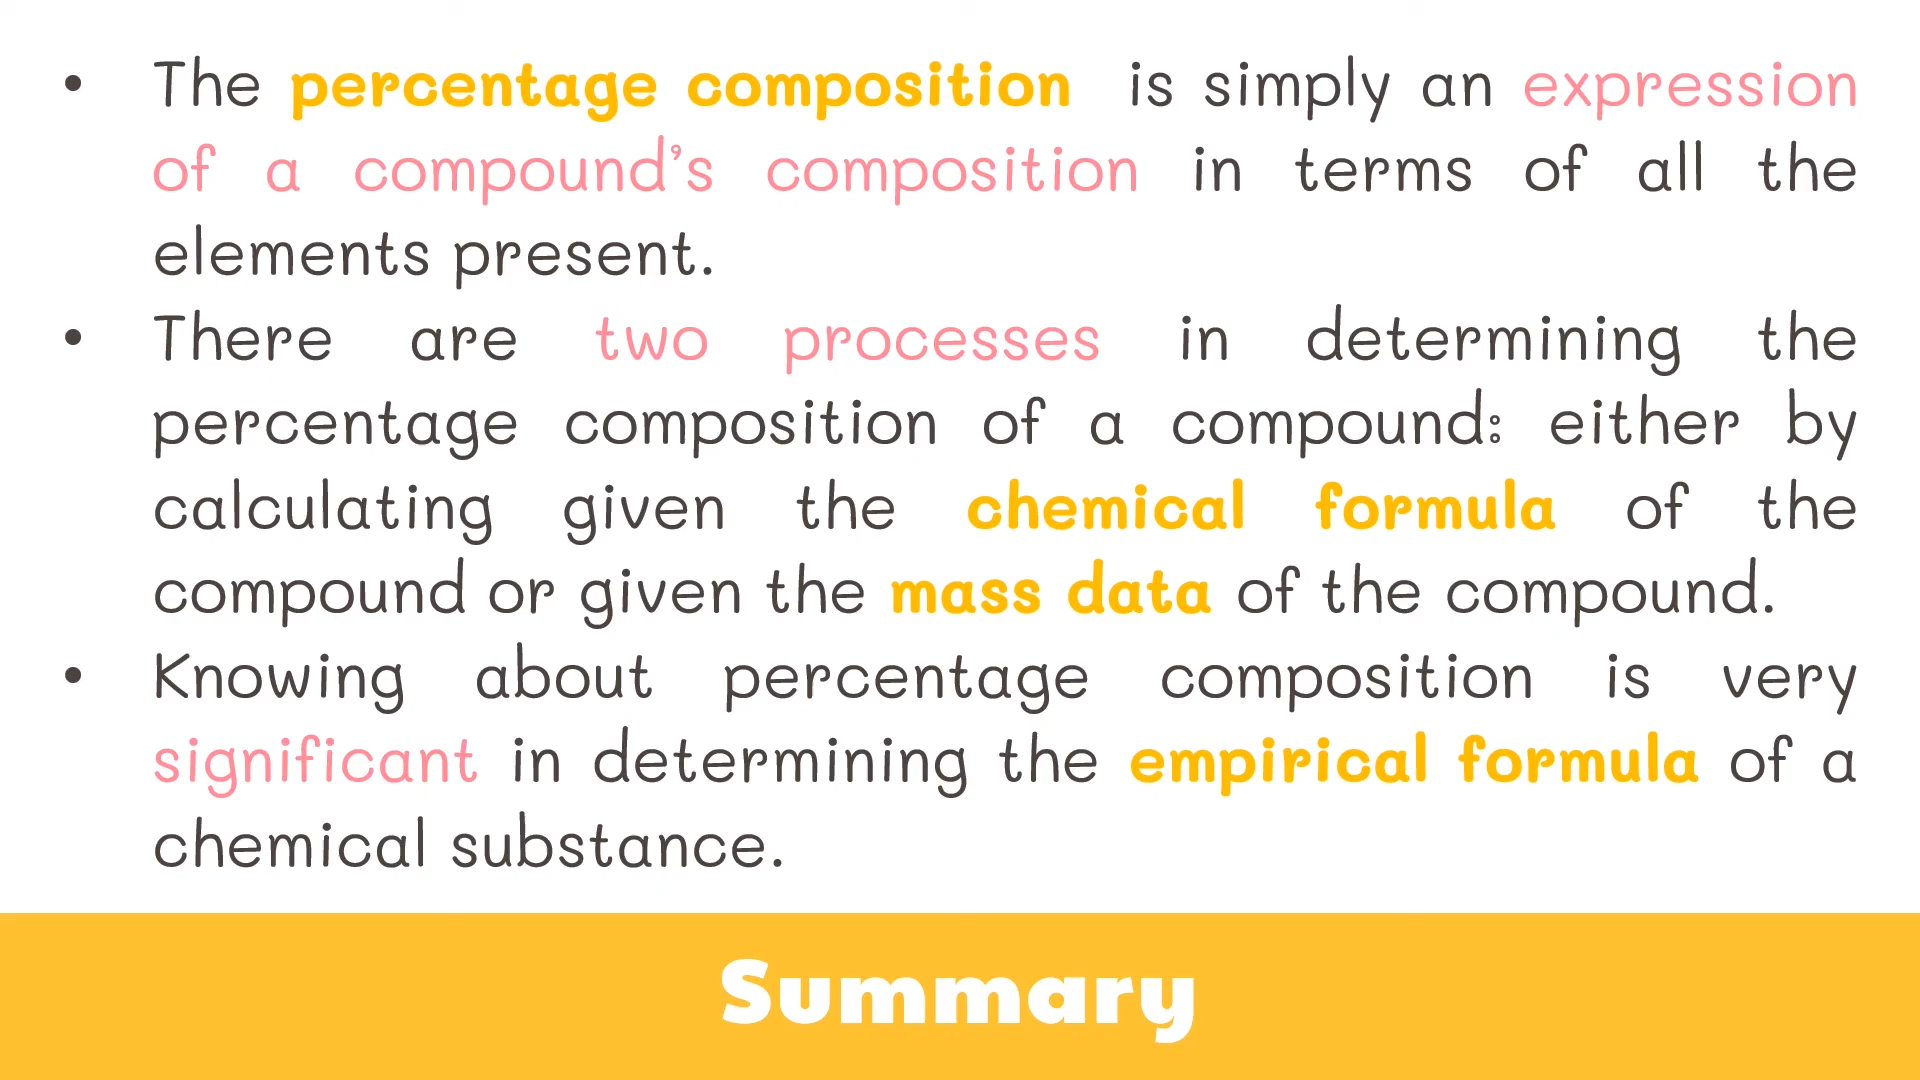 • The percentage composition is simply an expression
of a compound’s composition in terms of all the
elements present.
• There are two processes in determining the
percentage composition of a compound: either by
calculating given the chemical formula of the
compound or given the mass data of the compound.
• Knowing about percentage composition is very
significant in determining the empirical formula of a
chemical substance.
Summary